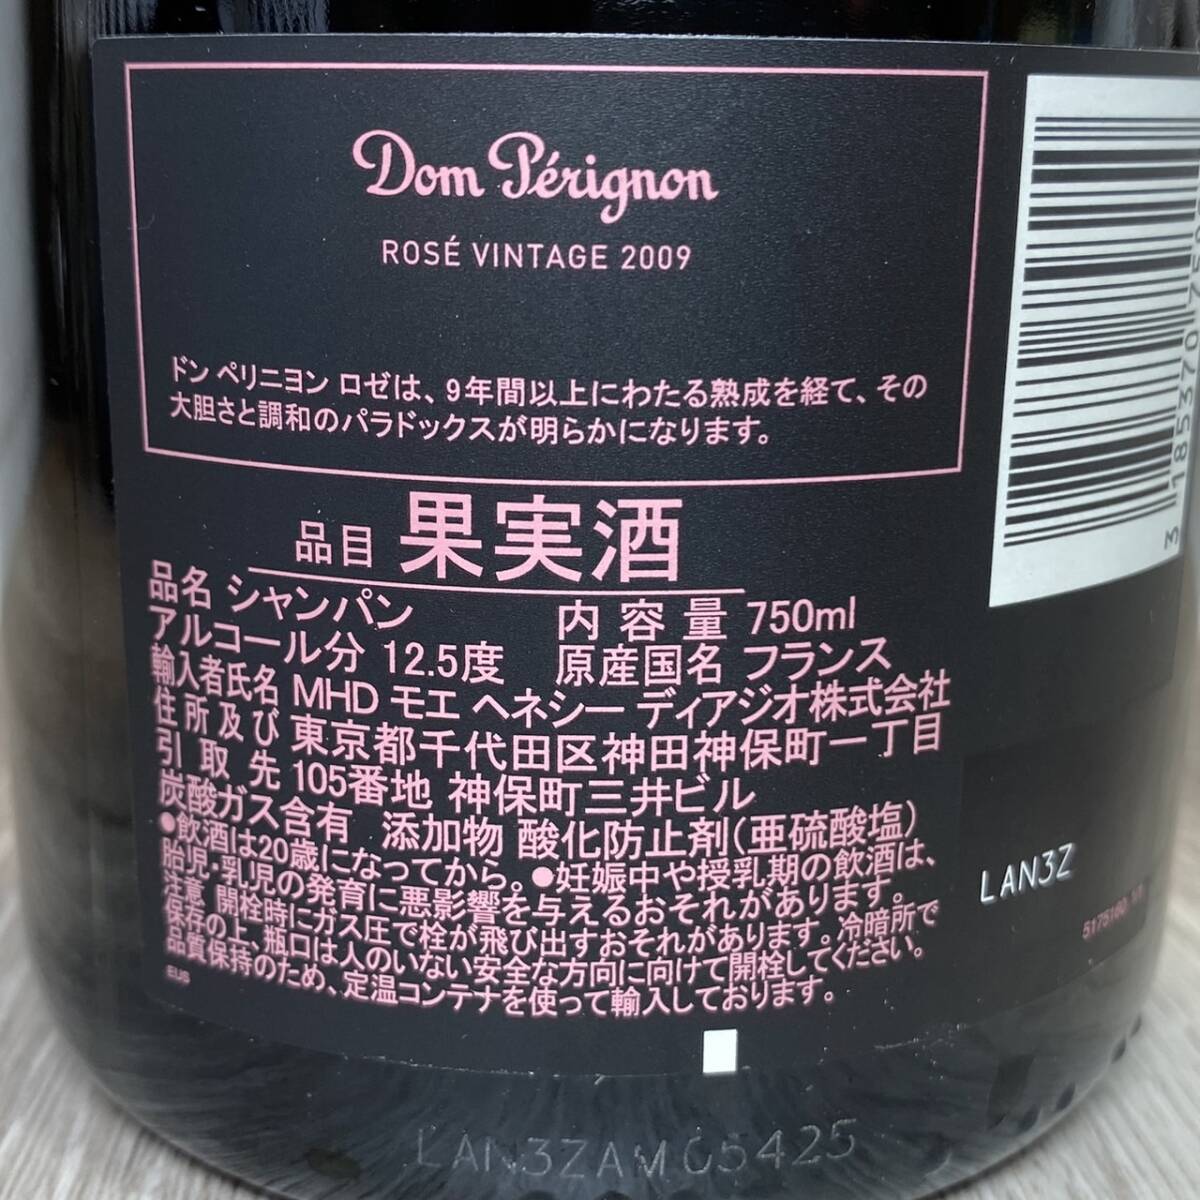 Dom Pérignon
ROSÉ VINTAGE 2009
ドン ペリニヨン ロゼは、9年間以上にわたる熟成を経て、その
大胆さと調和のパラドックスが明らかになります。
品目 果実酒
品名 シャンパン 内容量 750ml
アルコール分 12.5度 原産国名 フランス
輸入者氏名 MHD モエ ヘネシー ディアジオ株式会社
住所及び 東京都千代田区神田神保町一丁目
引取先 105番地 神保町三井ビル
炭酸ガス含有 添加物 酸化防止剤(亜硫酸塩)
●飲酒は20歳になってから。●妊娠中や授乳期の飲酒は、
胎児・乳児の発育に悪影響を与えるおそれがあります。
注意 開栓時にガス圧で栓が飛び出すおそれがあります。冷暗所で
保存の上、瓶口は人のいない安全な方向に向けて開栓してください。
品質保持のため、定温コンテナを使って輸入しております。
EUS
LAN3Z
LAN3ZAM05425